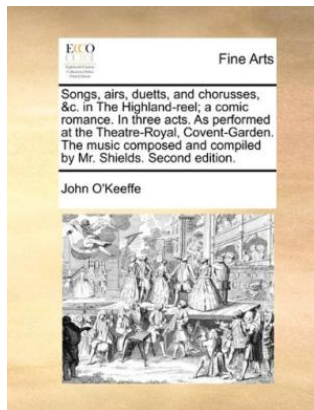 ECCO
Fine Arts
Songs, airs, duetts, and chorusses,
&c. in The Highland-reel; a comic
romance. In three acts. As performed
at the Theatre-Royal, Covent-Garden.
The music composed and compiled
by Mr. Shields. Second edition.
John O'Keeffe